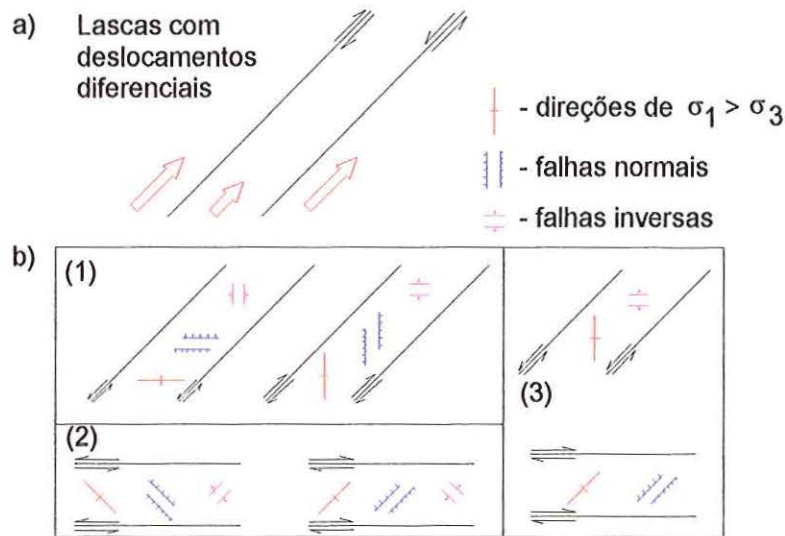 a) Lascas com
deslocamentos
diferenciais
- direções de σ1 > σ3
- falhas normais
- falhas inversas
b) (1)
(2)
(3)